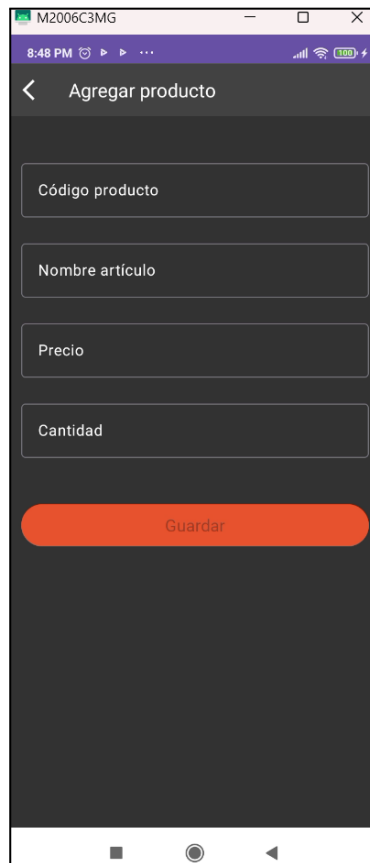 M2006C3MG
8:48 PM 100
Agregar producto
Código producto
Nombre artículo
Precio
Cantidad
Guardar